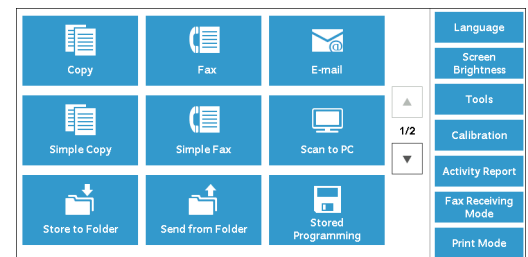 Copy
Fax
E-mail
Simple Copy
Simple Fax
Scan to PC
Store to Folder
Send from Folder
Stored
Programming
1/2
Language
Screen
Brightness
Tools
Calibration
Activity Report
Fax Receiving
Mode
Print Mode